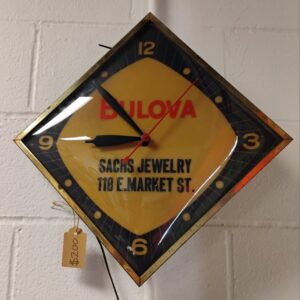 12
BULOVA
9
3
SACHS JEWELRY
118 E.MARKET ST.
6
$200